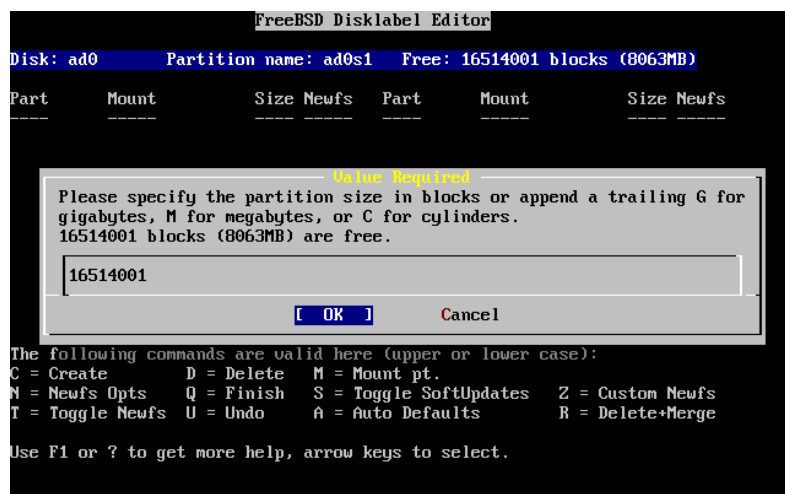 FreeBSD Disklabel Editor
Disk: ad0 Partition name: ad0s1 Free: 16514001 blocks (8063MB)
Part Mount Size Newfs Part Mount Size Newfs
---- ----- ---- ----- ---- ----- ---- -----
Value Required
Please specify the partition size in blocks or append a trailing G for
gigabytes, M for megabytes, or C for cylinders.
16514001 blocks (8063MB) are free.
16514001
[ OK ] Cancel
The following commands are valid here (upper or lower case):
C = Create D = Delete M = Mount pt.
N = Newfs Opts Q = Finish S = Toggle SoftUpdates Z = Custom Newfs
T = Toggle Newfs U = Undo A = Auto Defaults R = Delete+Merge
Use F1 or ? to get more help, arrow keys to select.